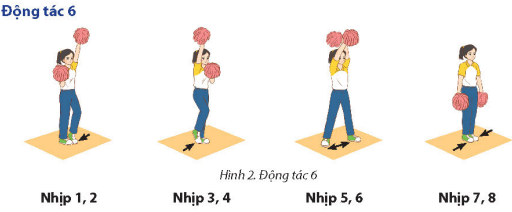 Động tác 6
Hình 2. Động tác 6
Nhịp 1, 2
Nhịp 3, 4
Nhịp 5, 6
Nhịp 7, 8